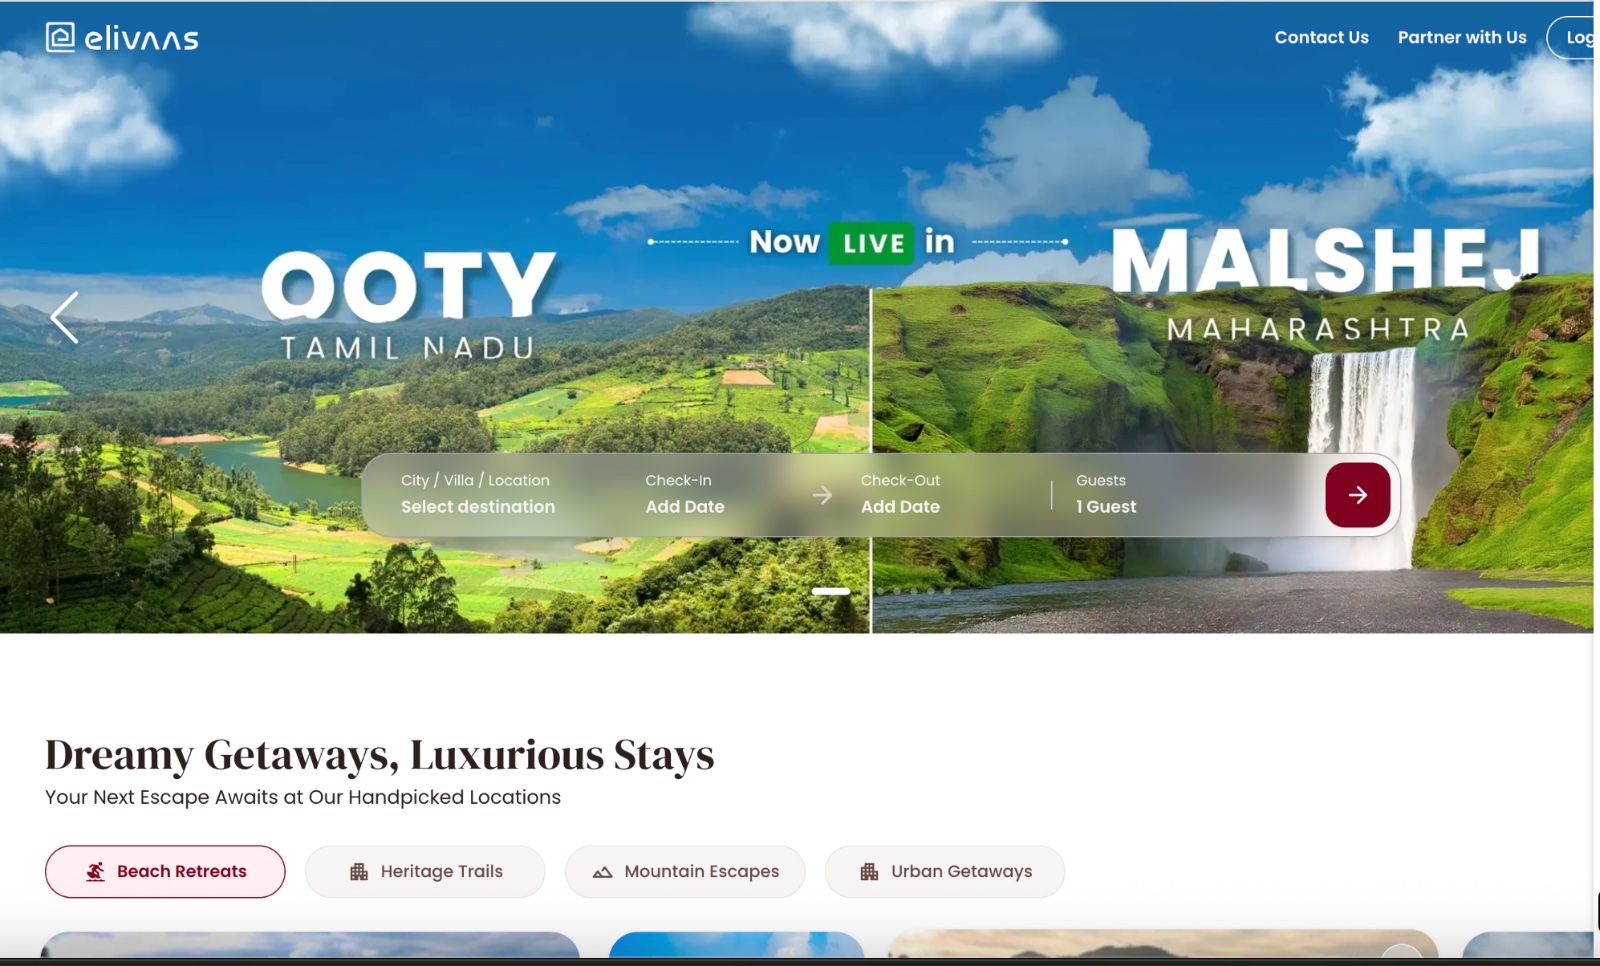 elivaas
Contact Us
Partner with Us
Log
Now LIVE in
OOTY
TAMIL NADU
MALSHEJ
MAHARASHTRA
City / Villa / Location
Select destination
Check-In
Add Date
Check-Out
Add Date
Guests
1 Guest
Dreamy Getaways, Luxurious Stays
Your Next Escape Awaits at Our Handpicked Locations
Beach Retreats
Heritage Trails
Mountain Escapes
Urban Getaways